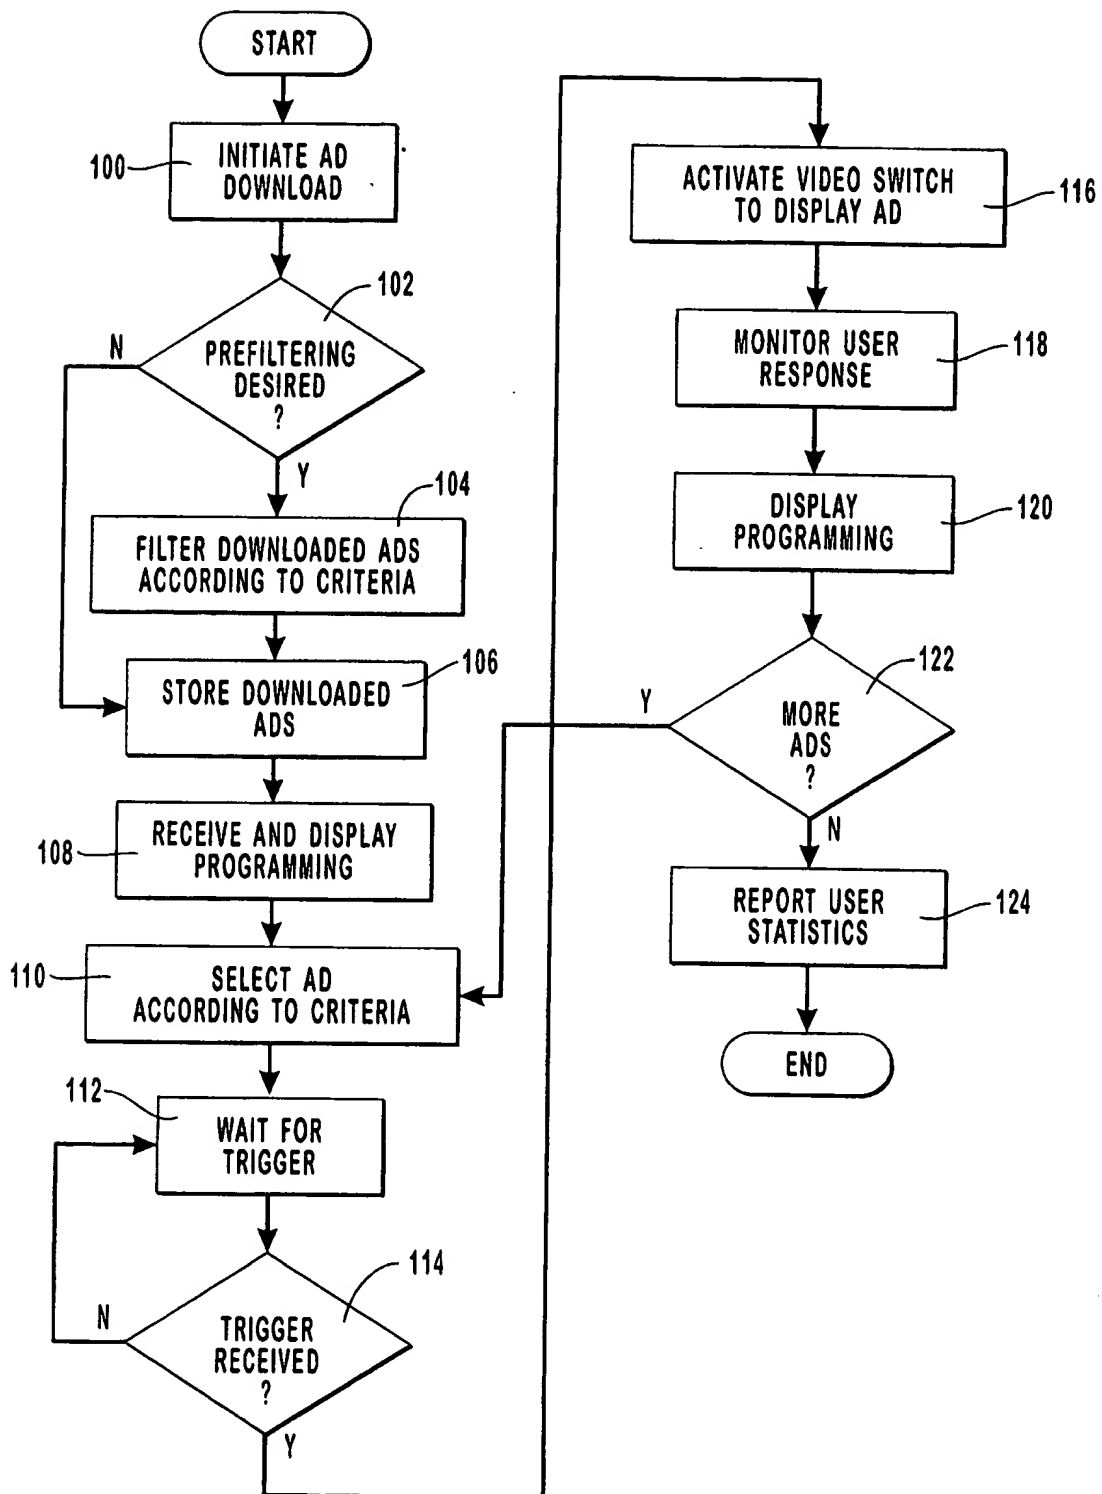 START
100
INITIATE AD
DOWNLOAD
102
N
PREFILTERING
DESIRED
?
Y
104
FILTER DOWNLOADED ADS
ACCORDING TO CRITERIA
106
STORE DOWNLOADED
ADS
108
RECEIVE AND DISPLAY
PROGRAMMING
110
SELECT AD
ACCORDING TO CRITERIA
112
WAIT FOR
TRIGGER
114
N
TRIGGER
RECEIVED
?
Y
ACTIVATE VIDEO SWITCH
TO DISPLAY AD
116
MONITOR USER
RESPONSE
118
DISPLAY
PROGRAMMING
120
122
Y
MORE
ADS
?
N
REPORT USER
STATISTICS
124
END